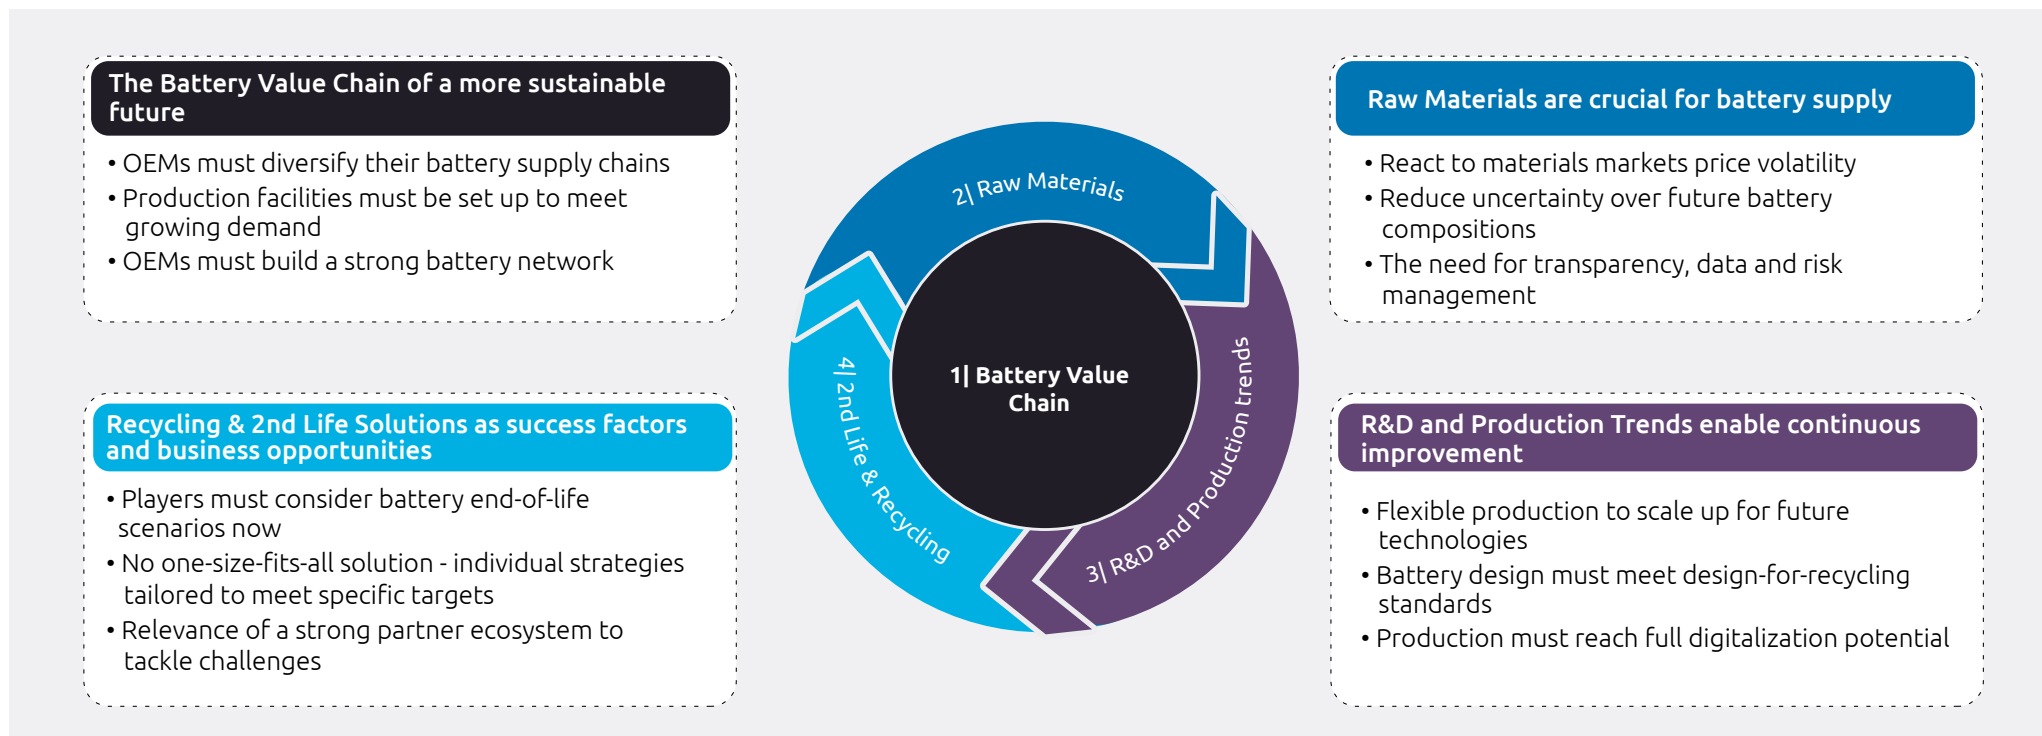 The Battery Value Chain of a more sustainable
future
• OEMs must diversify their battery supply chains
• Production facilities must be set up to meet
growing demand
• OEMs must build a strong battery network
Raw Materials are crucial for battery supply
• React to materials markets price volatility
• Reduce uncertainty over future battery
compositions
• The need for transparency, data and risk
management
2| Raw Materials
1| Battery Value
Chain
3| R&D and Production trends
4| 2nd Life & Recycling
Recycling & 2nd Life Solutions as success factors
and business opportunities
• Players must consider battery end-of-life
scenarios now
• No one-size-fits-all solution - individual strategies
tailored to meet specific targets
• Relevance of a strong partner ecosystem to
tackle challenges
R&D and Production Trends enable continuous
improvement
• Flexible production to scale up for future
technologies
• Battery design must meet design-for-recycling
standards
• Production must reach full digitalization potential